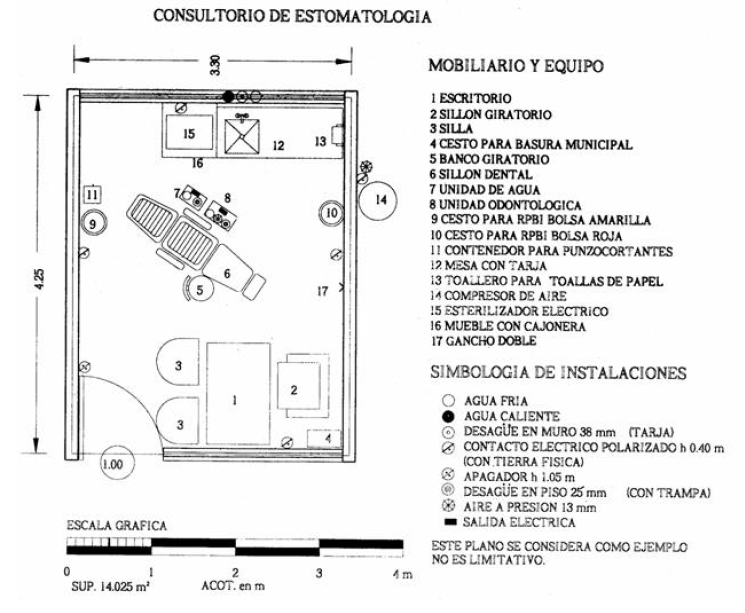 CONSULTORIO DE ESTOMATOLOGIA
3.30
MOBILIARIO Y EQUIPO
1 ESCRITORIO
2 SILLON GIRATORIO
3 SILLA
4 CESTO PARA BASURA MUNICIPAL
5 BANCO GIRATORIO
6 SILLON DENTAL
7 UNIDAD DE AGUA
8 UNIDAD ODONTOLOGICA
9 CESTO PARA RPBI BOLSA AMARILLA
10 CESTO PARA RPBI BOLSA ROJA
11 CONTENEDOR PARA PUNZOCORTANTES
12 MESA CON TARJA
13 TOALLERO PARA TOALLAS DE PAPEL
14 COMPRESOR DE AIRE
15 ESTERILIZADOR ELECTRICO
16 MUEBLE CON CAJONERA
17 GANCHO DOBLE
15
12
13
16
11
7
8
14
9
10
6
4.25
5
17
3
1
2
3
4
1.00
SIMBOLOGIA DE INSTALACIONES
AGUA FRIA
AGUA CALIENTE
DESAGÜE EN MURO 38 mm (TARJA)
CONTACTO ELECTRICO POLARIZADO h 0.40 m
(CON TIERRA FISICA)
APAGADOR h 1.05 m
DESAGÜE EN PISO 25 mm (CON TRAMPA)
AIRE A PRESION 13 mm
SALIDA ELECTRICA
ESTE PLANO SE CONSIDERA COMO EJEMPLO
NO ES LIMITATIVO.
ESCALA GRAFICA
0 1 2 3 4 m
SUP. 14.025 m² ACOT. en m